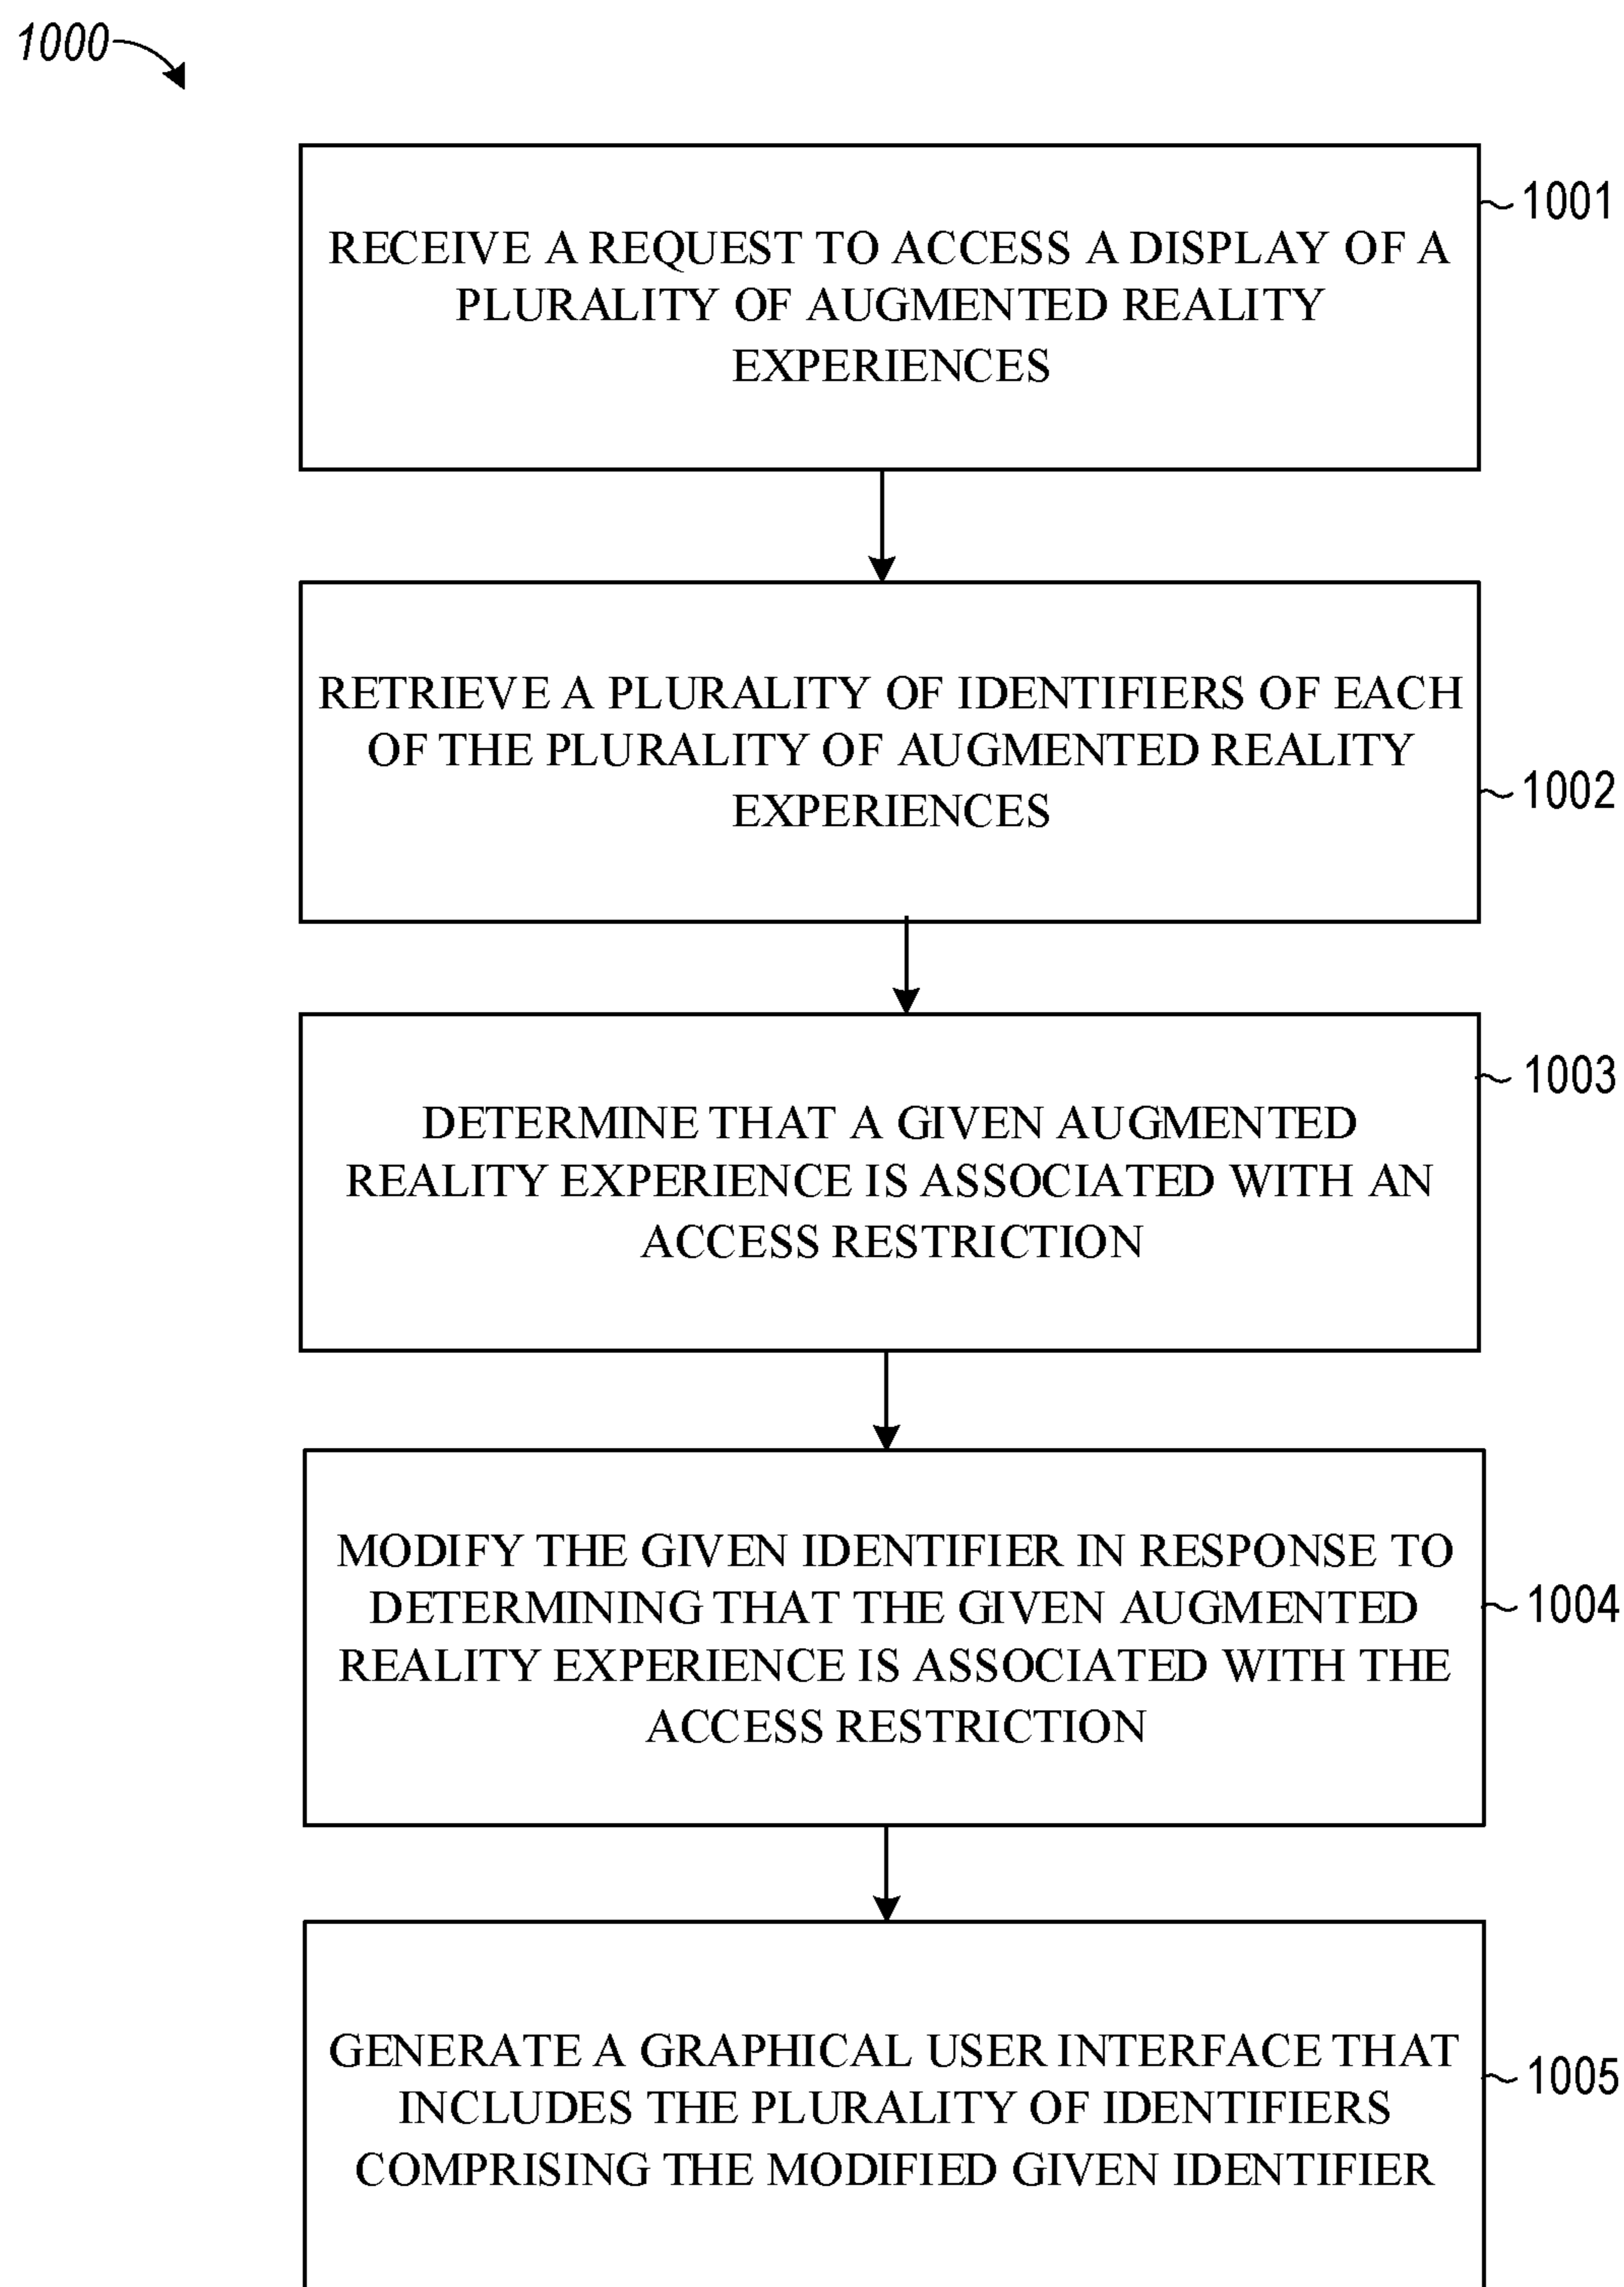 1000
RECEIVE A REQUEST TO ACCESS A DISPLAY OF A
PLURALITY OF AUGMENTED REALITY
EXPERIENCES
1001
RETRIEVE A PLURALITY OF IDENTIFIERS OF EACH
OF THE PLURALITY OF AUGMENTED REALITY
EXPERIENCES
1002
DETERMINE THAT A GIVEN AUGMENTED
REALITY EXPERIENCE IS ASSOCIATED WITH AN
ACCESS RESTRICTION
1003
MODIFY THE GIVEN IDENTIFIER IN RESPONSE TO
DETERMINING THAT THE GIVEN AUGMENTED
REALITY EXPERIENCE IS ASSOCIATED WITH THE
ACCESS RESTRICTION
1004
GENERATE A GRAPHICAL USER INTERFACE THAT
INCLUDES THE PLURALITY OF IDENTIFIERS
COMPRISING THE MODIFIED GIVEN IDENTIFIER
1005